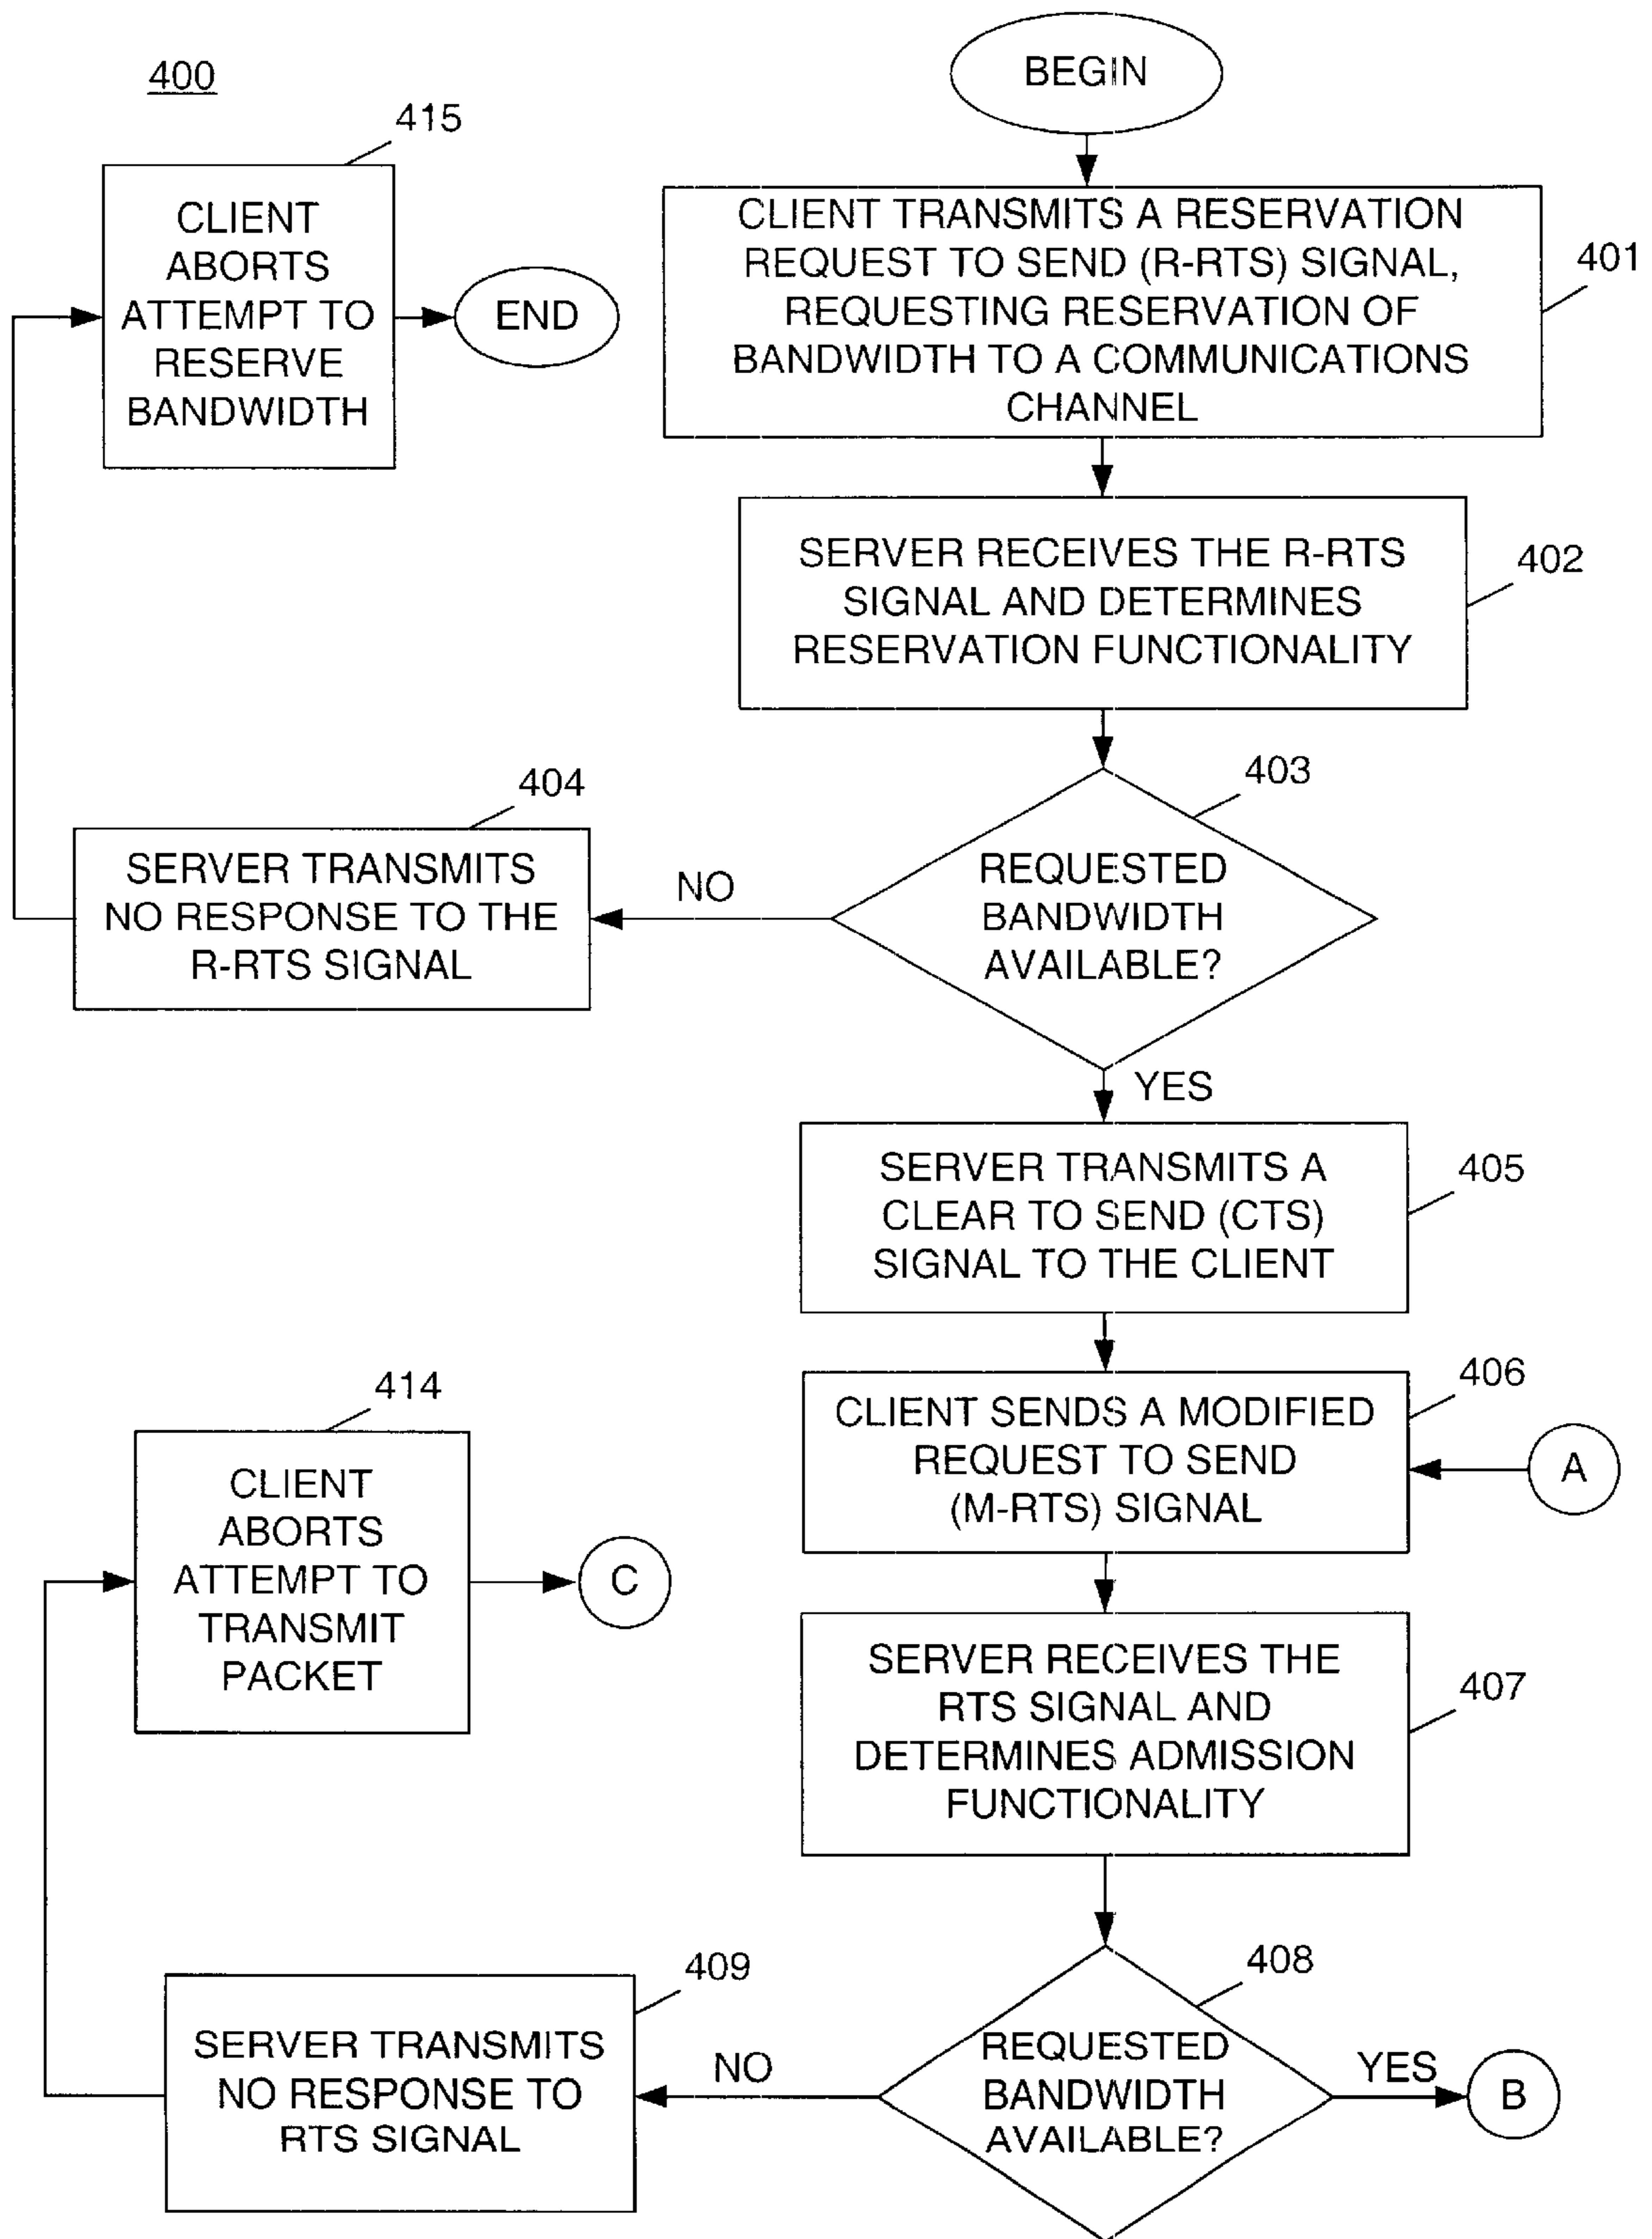 400
BEGIN
415
CLIENT
ABORTS
ATTEMPT TO
RESERVE
BANDWIDTH
END
CLIENT TRANSMITS A RESERVATION
REQUEST TO SEND (R-RTS) SIGNAL,
REQUESTING RESERVATION OF
BANDWIDTH TO A COMMUNICATIONS
CHANNEL
401
SERVER RECEIVES THE R-RTS
SIGNAL AND DETERMINES
RESERVATION FUNCTIONALITY
402
403
REQUESTED
BANDWIDTH
AVAILABLE?
NO
404
SERVER TRANSMITS
NO RESPONSE TO THE
R-RTS SIGNAL
YES
SERVER TRANSMITS A
CLEAR TO SEND (CTS)
SIGNAL TO THE CLIENT
405
CLIENT SENDS A MODIFIED
REQUEST TO SEND
(M-RTS) SIGNAL
406
A
414
CLIENT
ABORTS
ATTEMPT TO
TRANSMIT
PACKET
C
SERVER RECEIVES THE
RTS SIGNAL AND
DETERMINES ADMISSION
FUNCTIONALITY
407
408
REQUESTED
BANDWIDTH
AVAILABLE?
YES
B
NO
409
SERVER TRANSMITS
NO RESPONSE TO
RTS SIGNAL